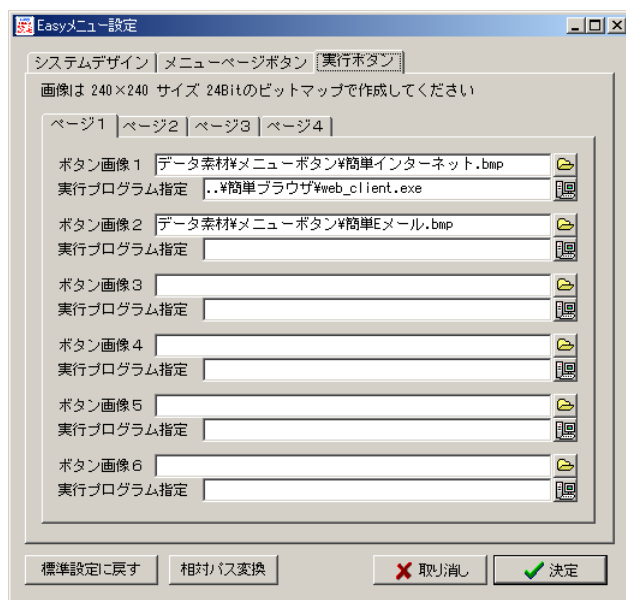 Easyメニュー設定
システムデザイン メニューページボタン 実行ボタン
画像は 240×240 サイズ 24Bitのビットマップで作成してください
ページ1 ページ2 ページ3 ページ4
ボタン画像1 データ素材¥メニューボタン¥簡単インターネット.bmp
実行プログラム指定 ..¥簡単ブラウザ¥web_client.exe
ボタン画像2 データ素材¥メニューボタン¥簡単Eメール.bmp
実行プログラム指定
ボタン画像3
実行プログラム指定
ボタン画像4
実行プログラム指定
ボタン画像5
実行プログラム指定
ボタン画像6
実行プログラム指定
標準設定に戻す 相対パス変換 取り消し 決定